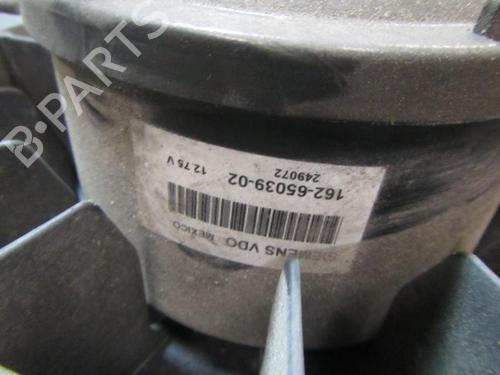 B-PARTS
SIEMENS VDO MEXICO
162-65039-02
249072 12.75 V